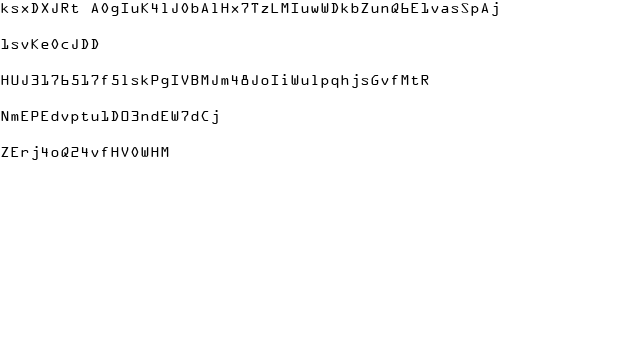 ksxDXJRt A0gIuK4lJ0bAlHx7TzLMIuwWDkbZunQ6E1vasSpAj
1svKe0cJDD
HUJ3176517f5lskPgIVBMJm48JoIiWulpqhjsGvfMtR
NmEPEdvptu1DO3ndEW7dCj
ZErj4oQ24vfHV0WHM